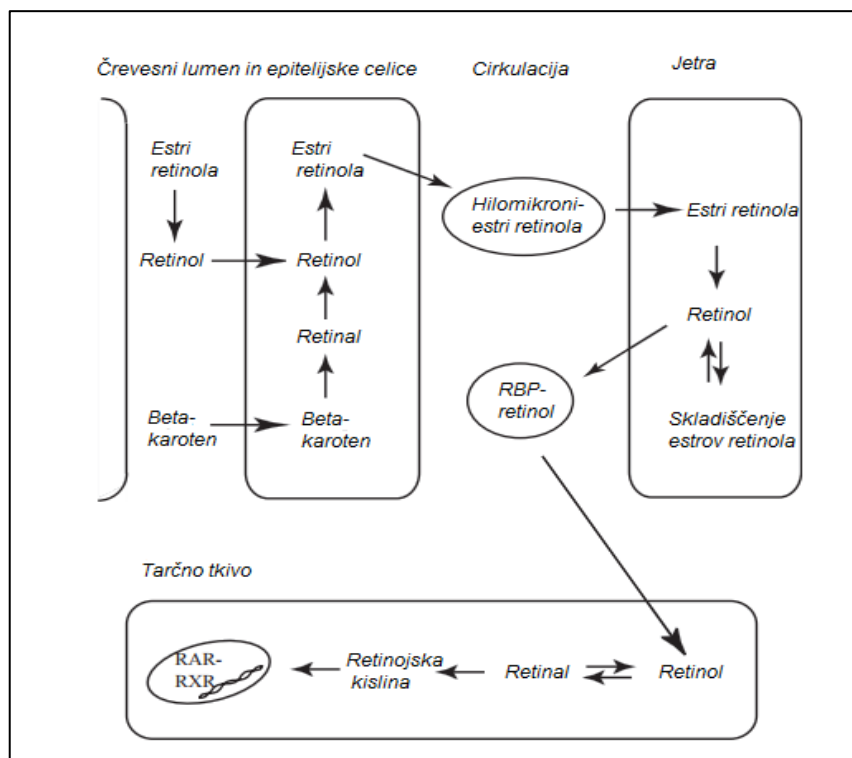 Črevesni lumen in epitelijske celice
Cirkulacija
Jetra
Estri
retinola
Retinol
Beta-
karoten
Estri
retinola
Retinol
Retinal
Beta-
karoten
Hilomikroni-
estri retinola
RBP-
retinol
Estri retinola
Retinol
Skladiščenje
estrov retinola
Tarčno tkivo
RAR-
RXR
Retinojska
kislina
Retinal
Retinol